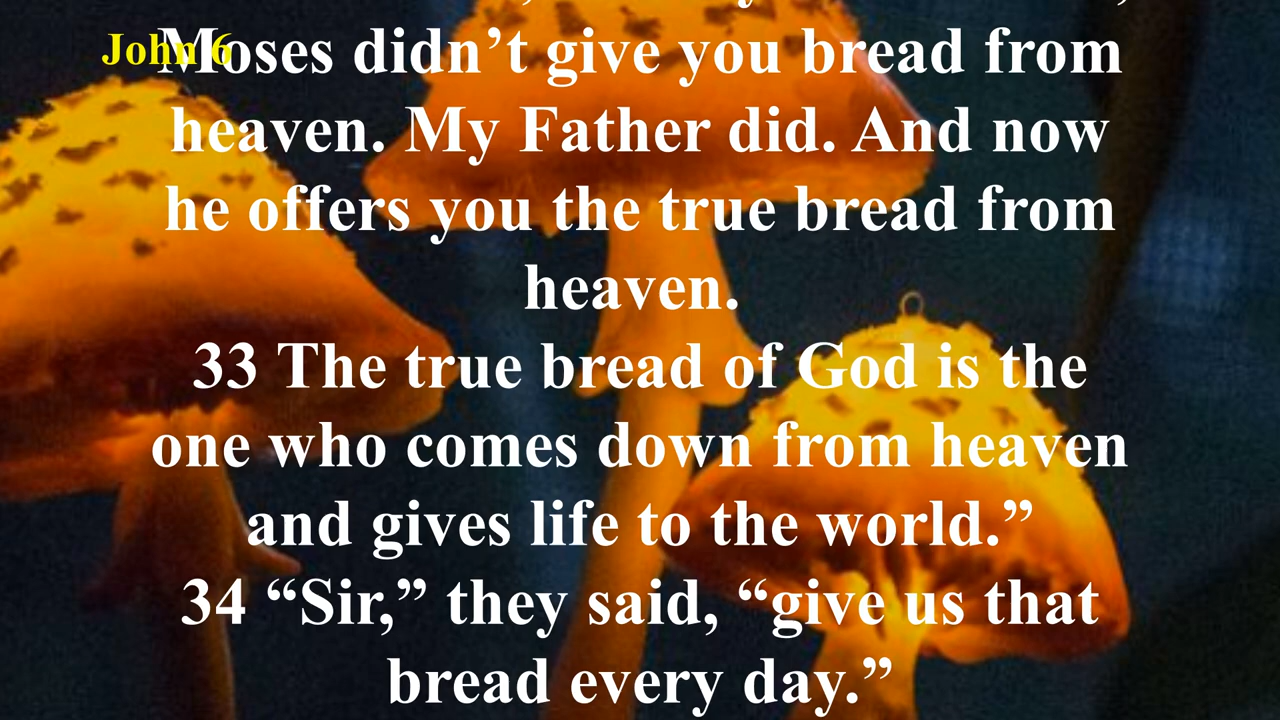 John 6
Moses didn’t give you bread from
heaven. My Father did. And now
he offers you the true bread from
heaven.
33 The true bread of God is the
one who comes down from heaven
and gives life to the world.”
34 “Sir,” they said, “give us that
bread every day.”